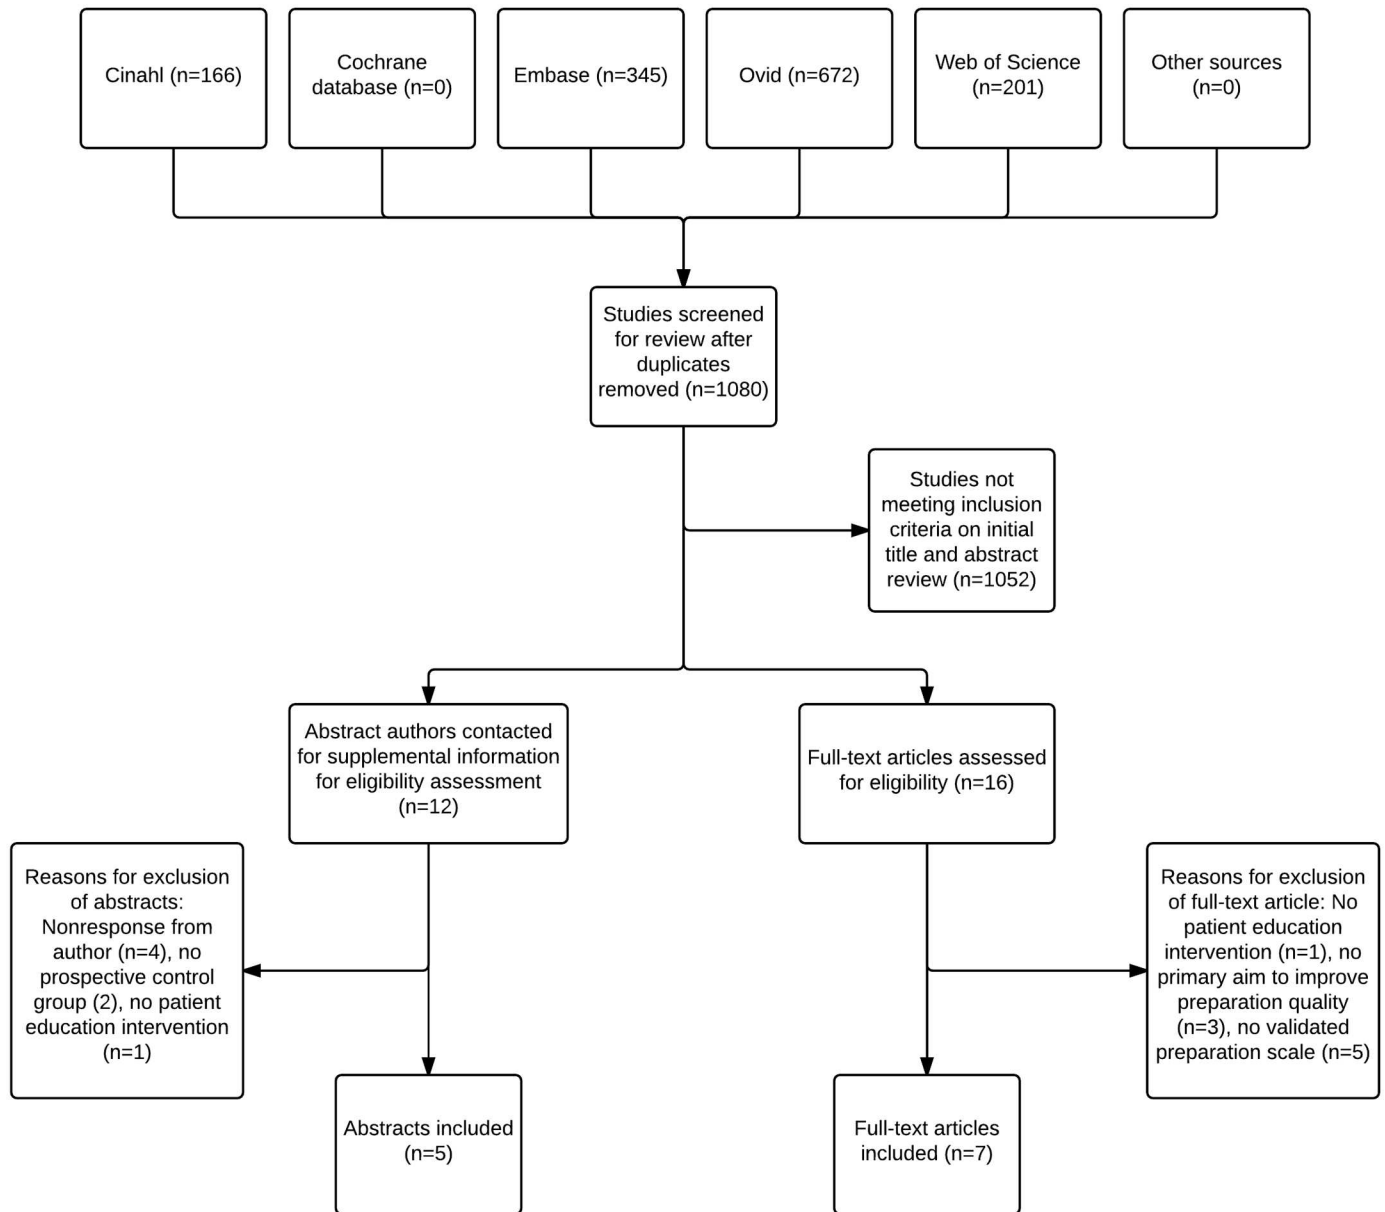 Cinahl (n=166)
Cochrane
database (n=0)
Embase (n=345)
Ovid (n=672)
Web of Science
(n=201)
Other sources
(n=0)
Studies screened
for review after
duplicates
removed (n=1080)
Studies not
meeting inclusion
criteria on initial
title and abstract
review (n=1052)
Abstract authors contacted
for supplemental information
for eligibility assessment
(n=12)
Full-text articles assessed
for eligibility (n=16)
Reasons for exclusion
of abstracts:
Nonresponse from
author (n=4), no
prospective control
group (2), no patient
education intervention
(n=1)
Reasons for exclusion
of full-text article: No
patient education
intervention (n=1), no
primary aim to improve
preparation quality
(n=3), no validated
preparation scale (n=5)
Abstracts included
(n=5)
Full-text articles
included (n=7)